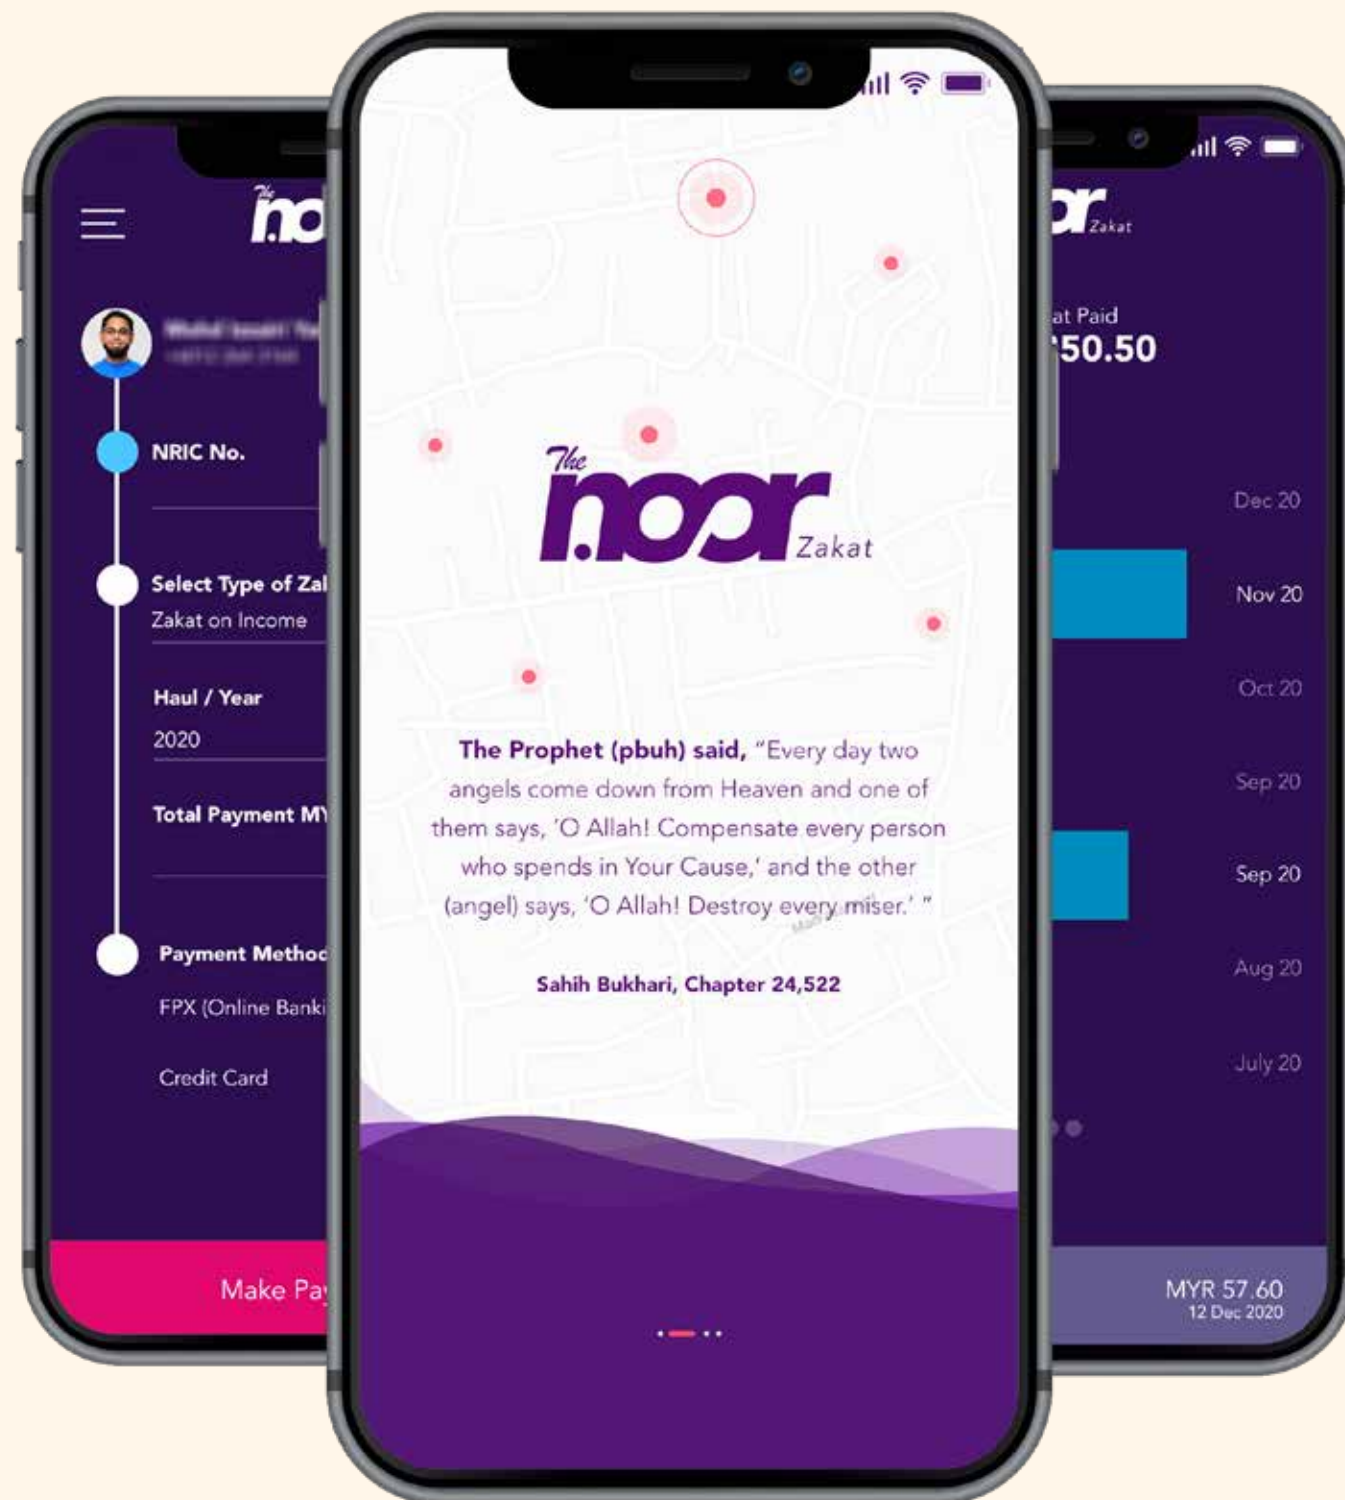 The
noor
Zakat
The Prophet (pbuh) said, “Every day two
angels come down from Heaven and one of
them says, ‘O Allah! Compensate every person
who spends in Your Cause,’ and the other
(angel) says, ‘O Allah! Destroy every miser.’ ”
Sahih Bukhari, Chapter 24,522
The
no
NRIC No.
Select Type of Zak
Zakat on Income
Haul / Year
2020
Total Payment MY
Payment Method
FPX (Online Banki
Credit Card
Make Pay
or
Zakat
at Paid
50.50
Dec 20
Nov 20
Oct 20
Sep 20
Sep 20
Aug 20
July 20
MYR 57.60
12 Dec 2020